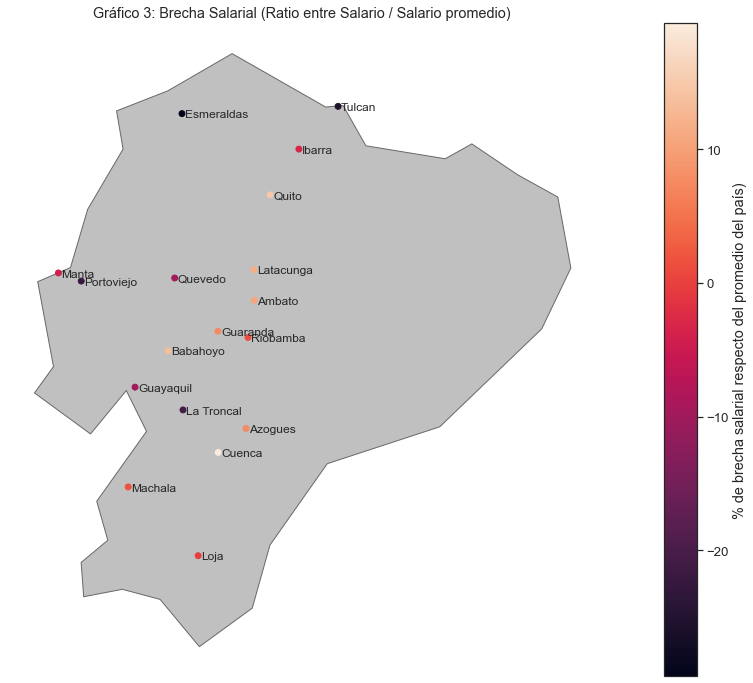 Gráfico 3: Brecha Salarial (Ratio entre Salario / Salario promedio)
Tulcan
Esmeraldas
Ibarra
Quito
Latacunga
Manta
Quevedo
Portoviejo
Ambato
Guaranda
Riobamba
Babahoyo
Guayaquil
La Troncal
Azogues
Cuenca
Machala
Loja
10
0
−10
−20
% de brecha salarial respecto del promedio del país)